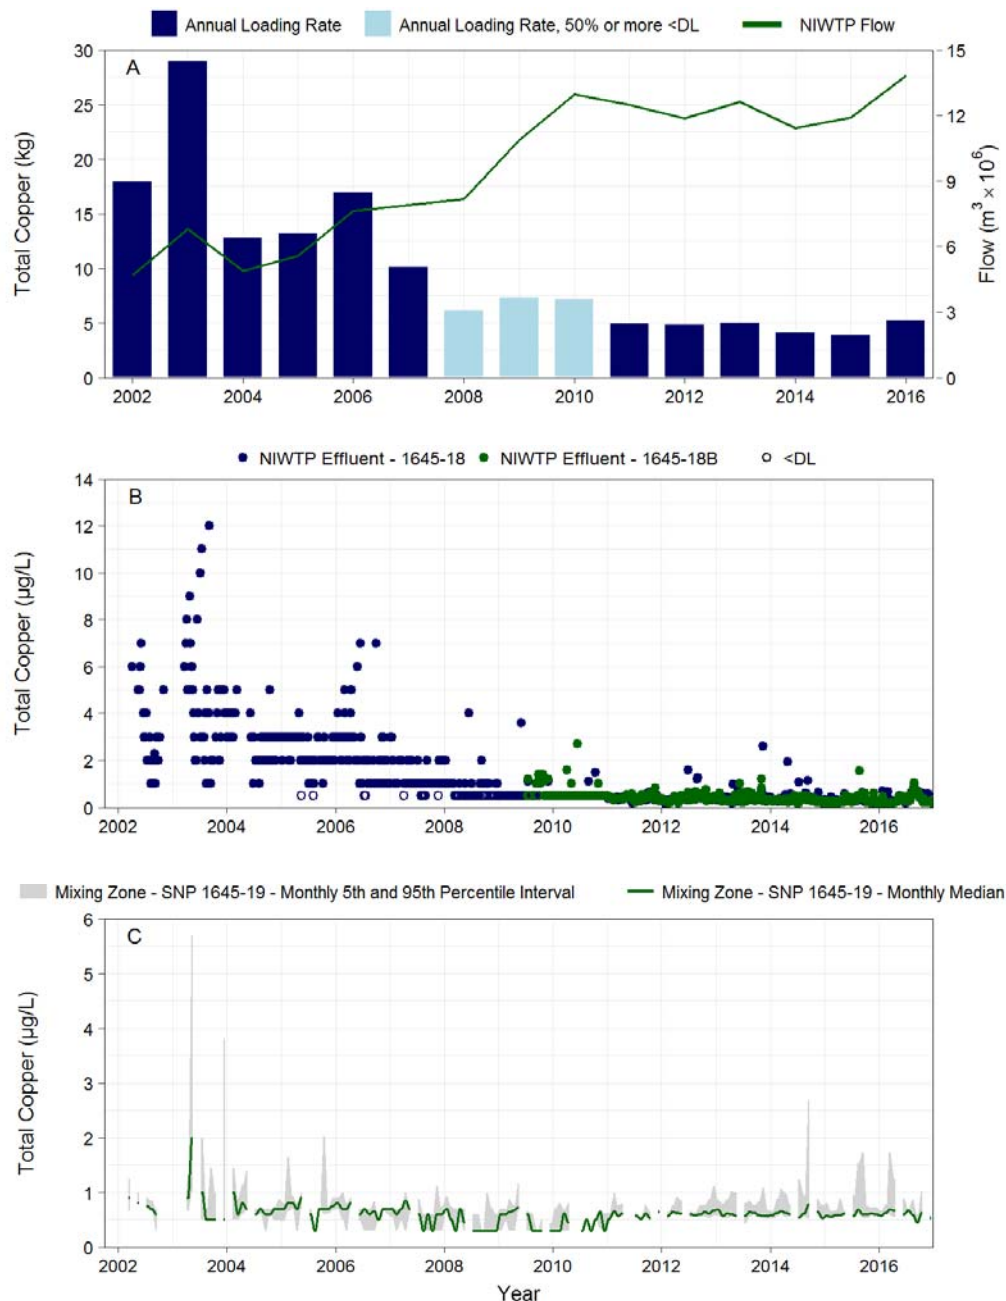 Annual Loading Rate Annual Loading Rate, 50% or more <DL NIWTP Flow
A
Total Copper (kg)
30
25
20
15
10
5
0
15
12
9
6
3
0
Flow (m³ × 10⁶)
2002 2004 2006 2008 2010 2012 2014 2016
NIWTP Effluent - 1645-18 NIWTP Effluent - 1645-18B <DL
B
Total Copper (µg/L)
14
12
10
8
6
4
2
0
2002 2004 2006 2008 2010 2012 2014 2016
Mixing Zone - SNP 1645-19 - Monthly 5th and 95th Percentile Interval Mixing Zone - SNP 1645-19 - Monthly Median
C
Total Copper (µg/L)
6
5
4
3
2
1
0
2002 2004 2006 2008 2010 2012 2014 2016
Year